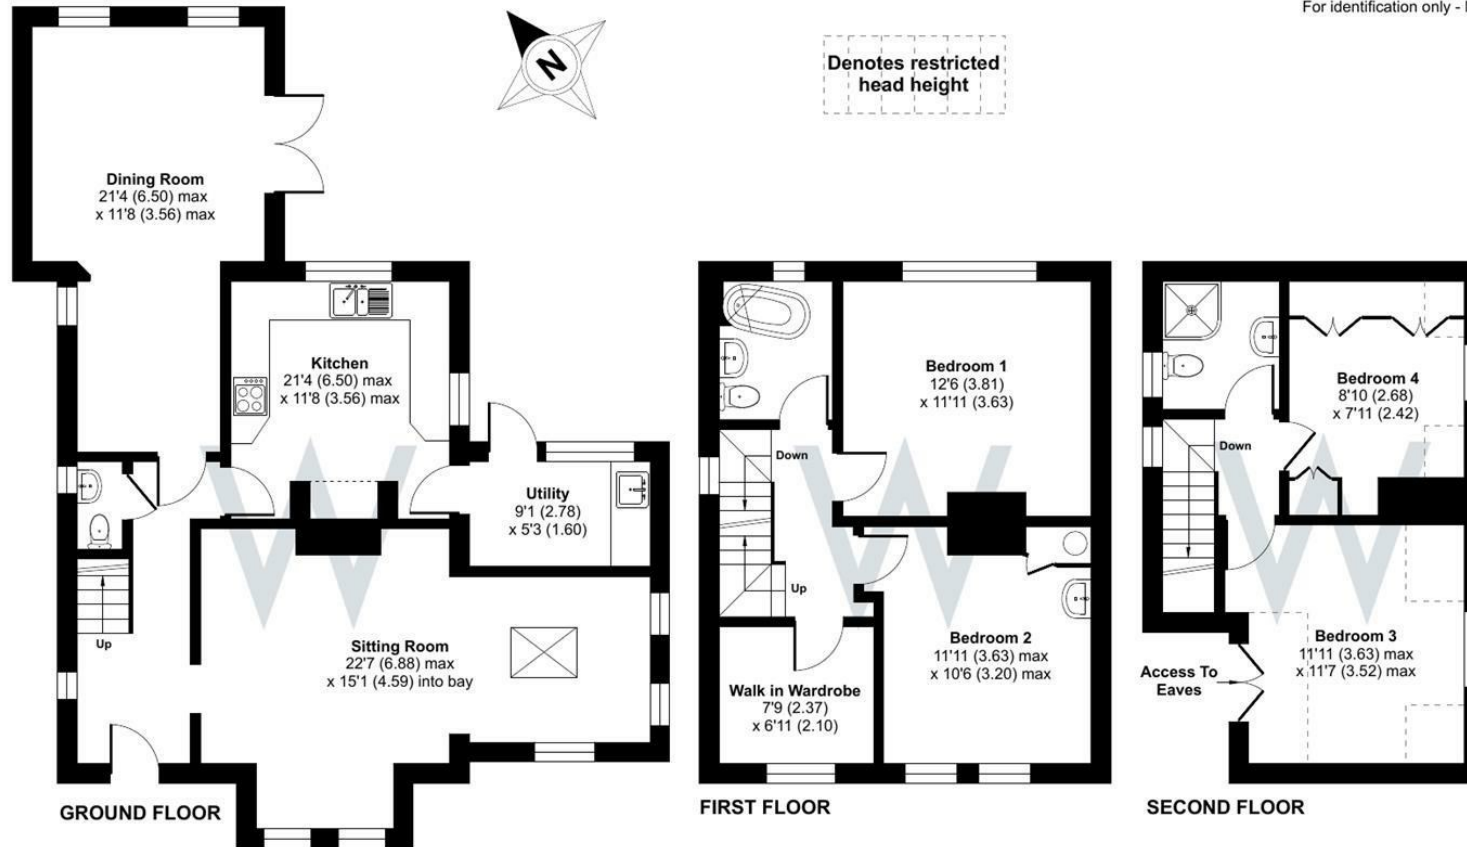 For identification only -
N
Denotes restricted
head height
Dining Room
21'4 (6.50) max
x 11'8 (3.56) max
Kitchen
21'4 (6.50) max
x 11'8 (3.56) max
Utility
9'1 (2.78)
x 5'3 (1.60)
Up
Sitting Room
22'7 (6.88) max
x 15'1 (4.59) into bay
GROUND FLOOR
Bedroom 1
12'6 (3.81)
x 11'11 (3.63)
Down
Up
Bedroom 2
11'11 (3.63) max
x 10'6 (3.20) max
Walk in Wardrobe
7'9 (2.37)
x 6'11 (2.10)
FIRST FLOOR
Bedroom 4
8'10 (2.68)
x 7'11 (2.42)
Down
Bedroom 3
11'11 (3.63) max
x 11'7 (3.52) max
Access To
Eaves
SECOND FLOOR
W
W
W